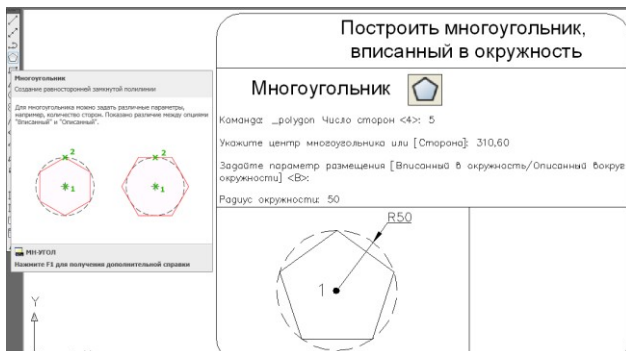 Многоугольник
Создание равносторонней замкнутой полилинии
Для многоугольника можно задать различные параметры,
например, количество сторон. Показано различие между опциями
"Вписанный" и "Описанный".
2
1
2
1
МН-УГОЛ
Нажмите F1 для получения дополнительной справки
Y
Построить многоугольник,
вписанный в окружность
Многоугольник
Команда: _polygon Число сторон <4>: 5
Укажите центр многоугольника или [Сторона]: 310,60
Задайте параметр размещения [Вписанный в окружность/Описанный вокруг
окружности] <В>:
Радиус окружности: 50
R50
1